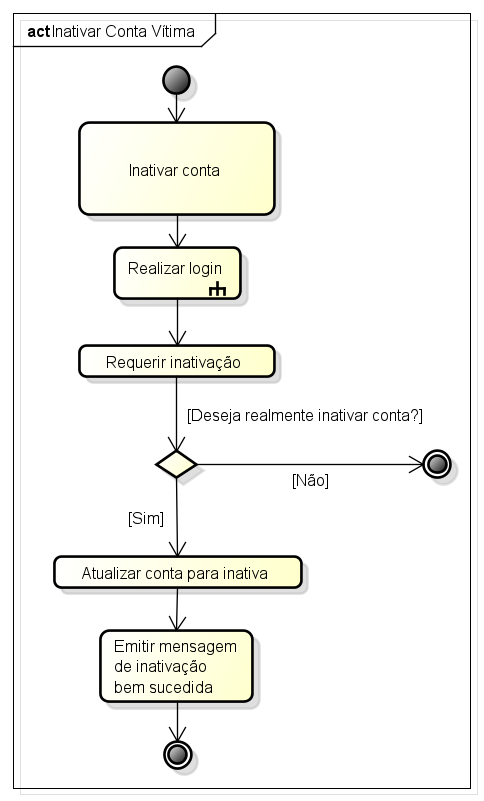 act Inativar Conta Vítima
Inativar conta
Realizar login
Requerir inativação
[Deseja realmente inativar conta?]
[Não]
[Sim]
Atualizar conta para inativa
Emitir mensagem
de inativação
bem sucedida